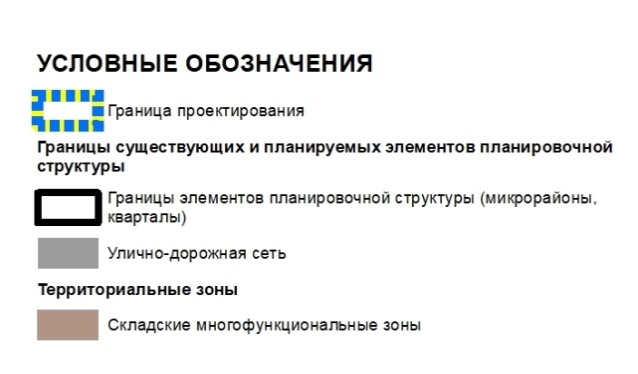 УСЛОВНЫЕ ОБОЗНАЧЕНИЯ
Граница проектирования
Границы существующих и планируемых элементов планировочной
структуры
Границы элементов планировочной структуры (микрорайоны,
кварталы)
Улично-дорожная сеть
Территориальные зоны
Складские многофункциональные зоны